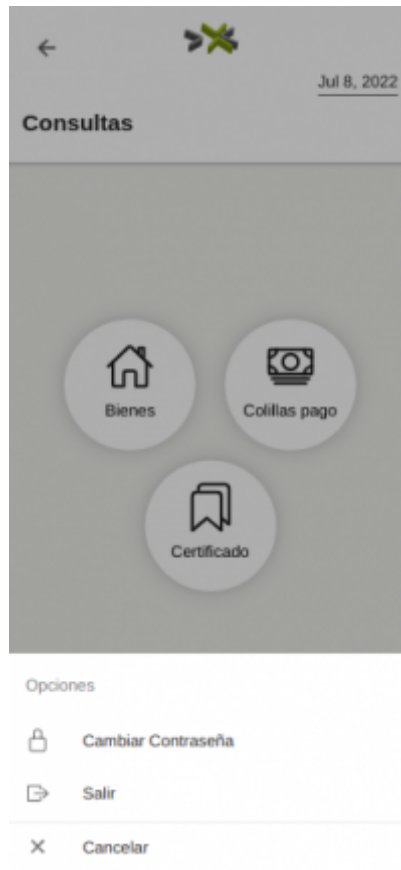 Jul 8, 2022
Consultas
Bienes
Colillas pago
Certificado
Opciones
Cambiar Contraseña
Salir
Cancelar